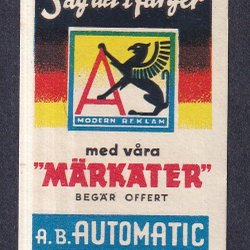 Säg det i färger
A
MODERN REKLAM
med våra
"MÄRKATER"
BEGÄR OFFERT
A.B. AUTOMATIC